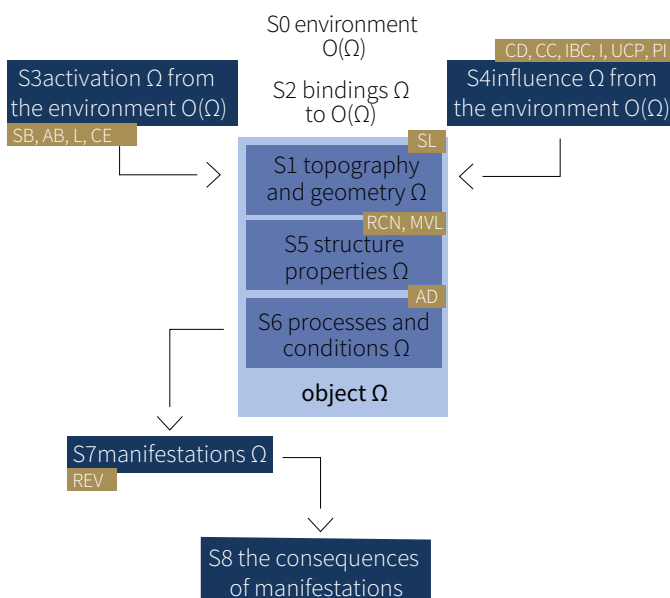 S0 environment
O(Ω)
CD, CC, IBC, I, UCP, PI
S3activation Ω from
the environment O(Ω)
SB, AB, L, CE
S2 bindings Ω
to O(Ω)
S4influence Ω from
the environment O(Ω)
SL
S1 topography
and geometry Ω
RCN, MVL
S5 structure
properties Ω
AD
S6 processes and
conditions Ω
object Ω
S7manifestations Ω
REV
S8 the consequences
of manifestations